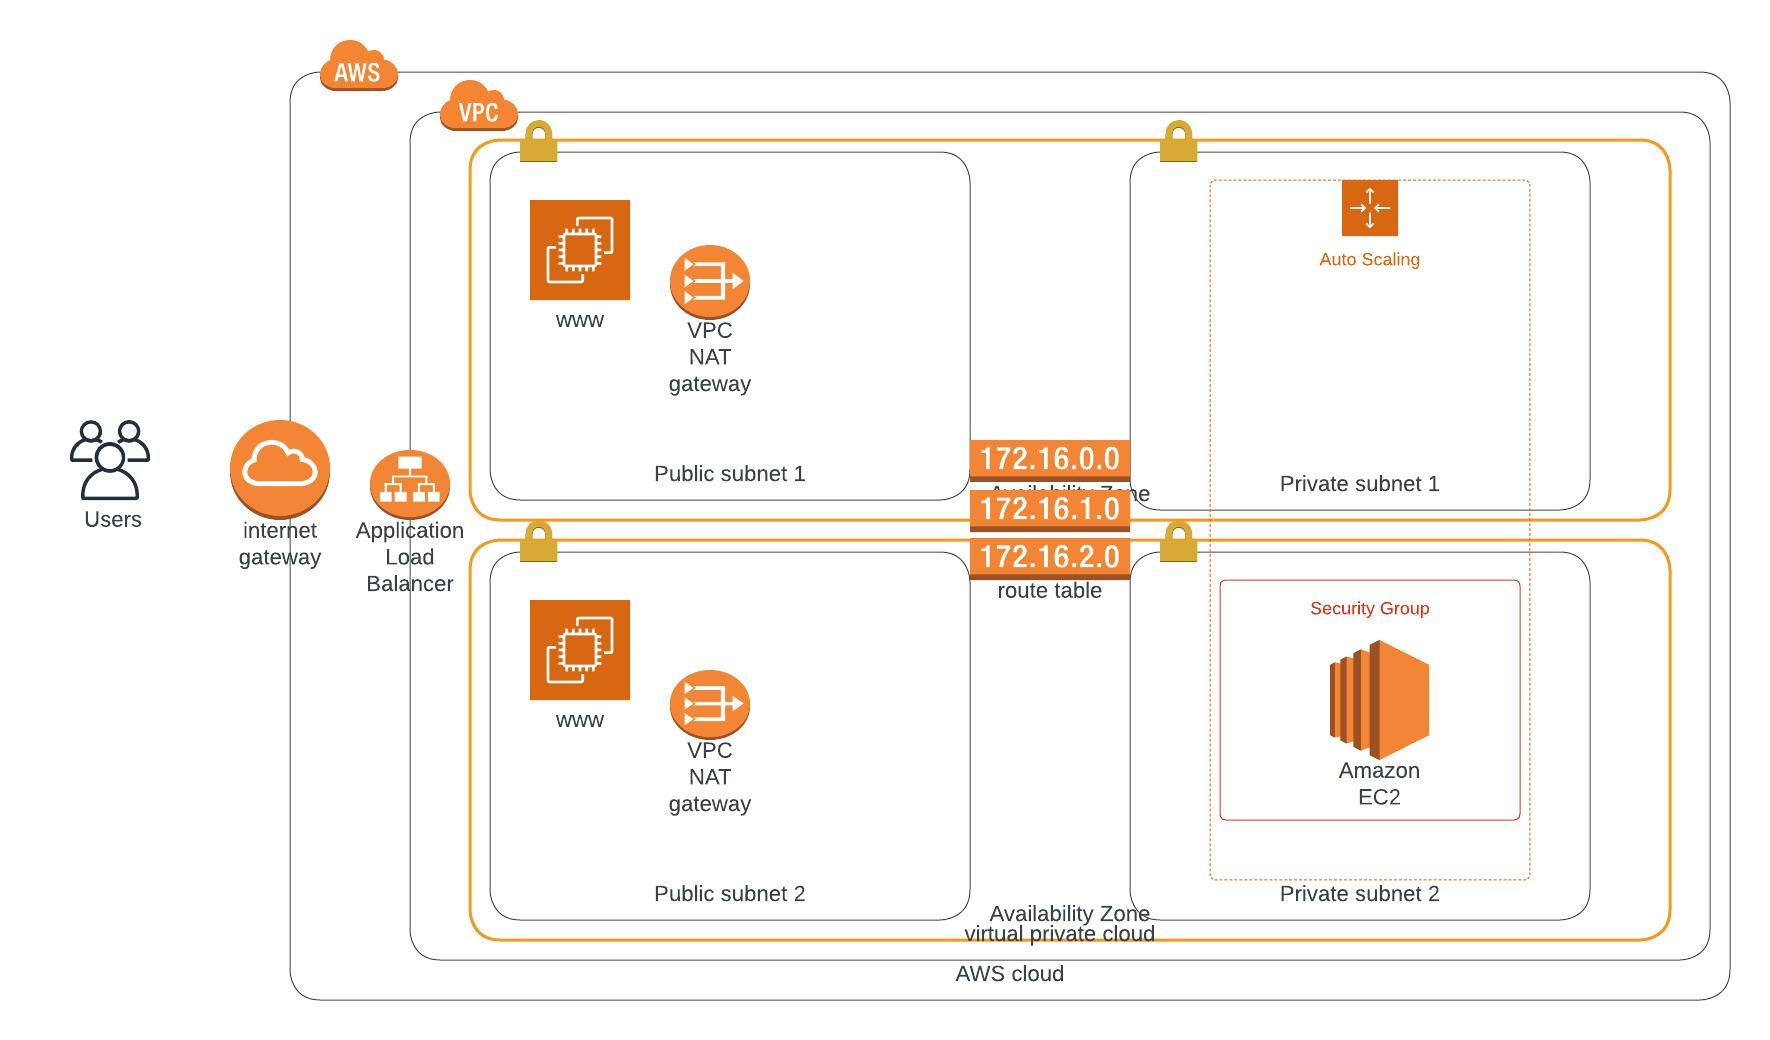 AWS
VPC
www
VPC
NAT
gateway
Public subnet 1
Auto Scaling
Private subnet 1
172.16.0.0
Availability Zone
172.16.1.0
172.16.2.0
route table
Users
internet
gateway
Application
Load
Balancer
www
VPC
NAT
gateway
Public subnet 2
Security Group
Amazon
EC2
Private subnet 2
Availability Zone
virtual private cloud
AWS cloud